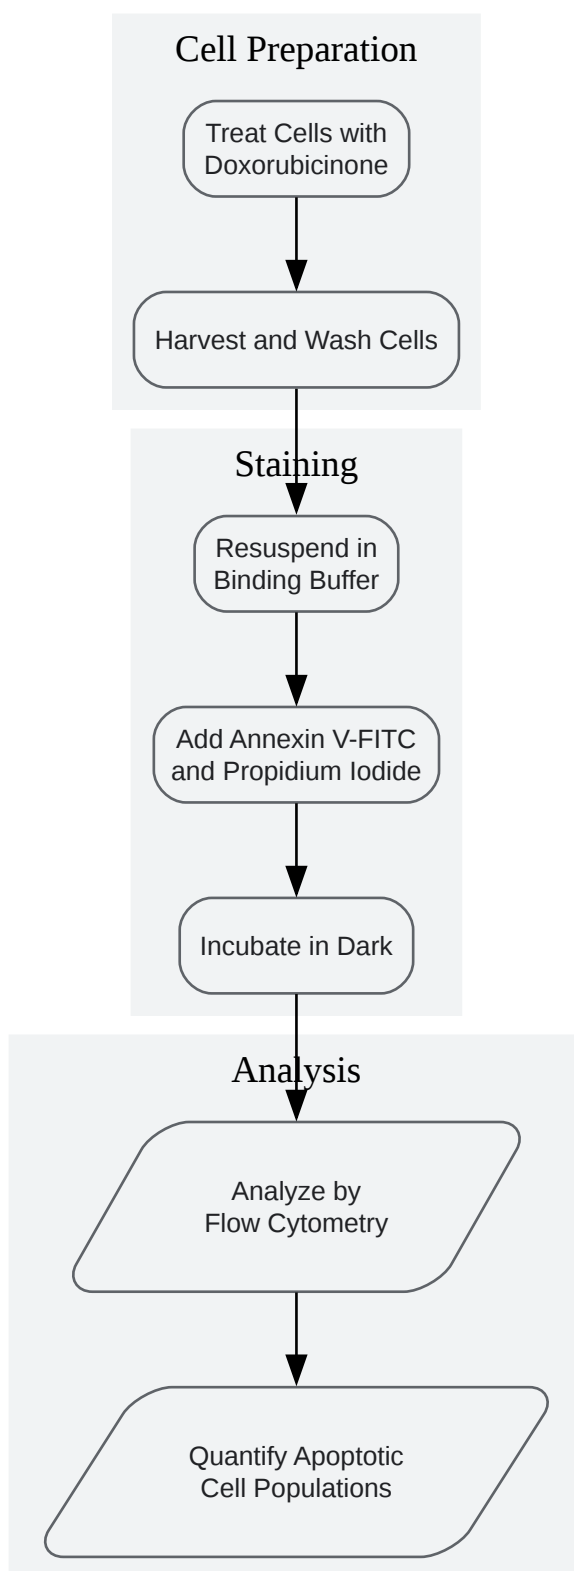 Cell Preparation
Treat Cells with
Doxorubicinone
Harvest and Wash Cells
Staining
Resuspend in
Binding Buffer
Add Annexin V-FITC
and Propidium Iodide
Incubate in Dark
Analysis
Analyze by
Flow Cytometry
Quantify Apoptotic
Cell Populations